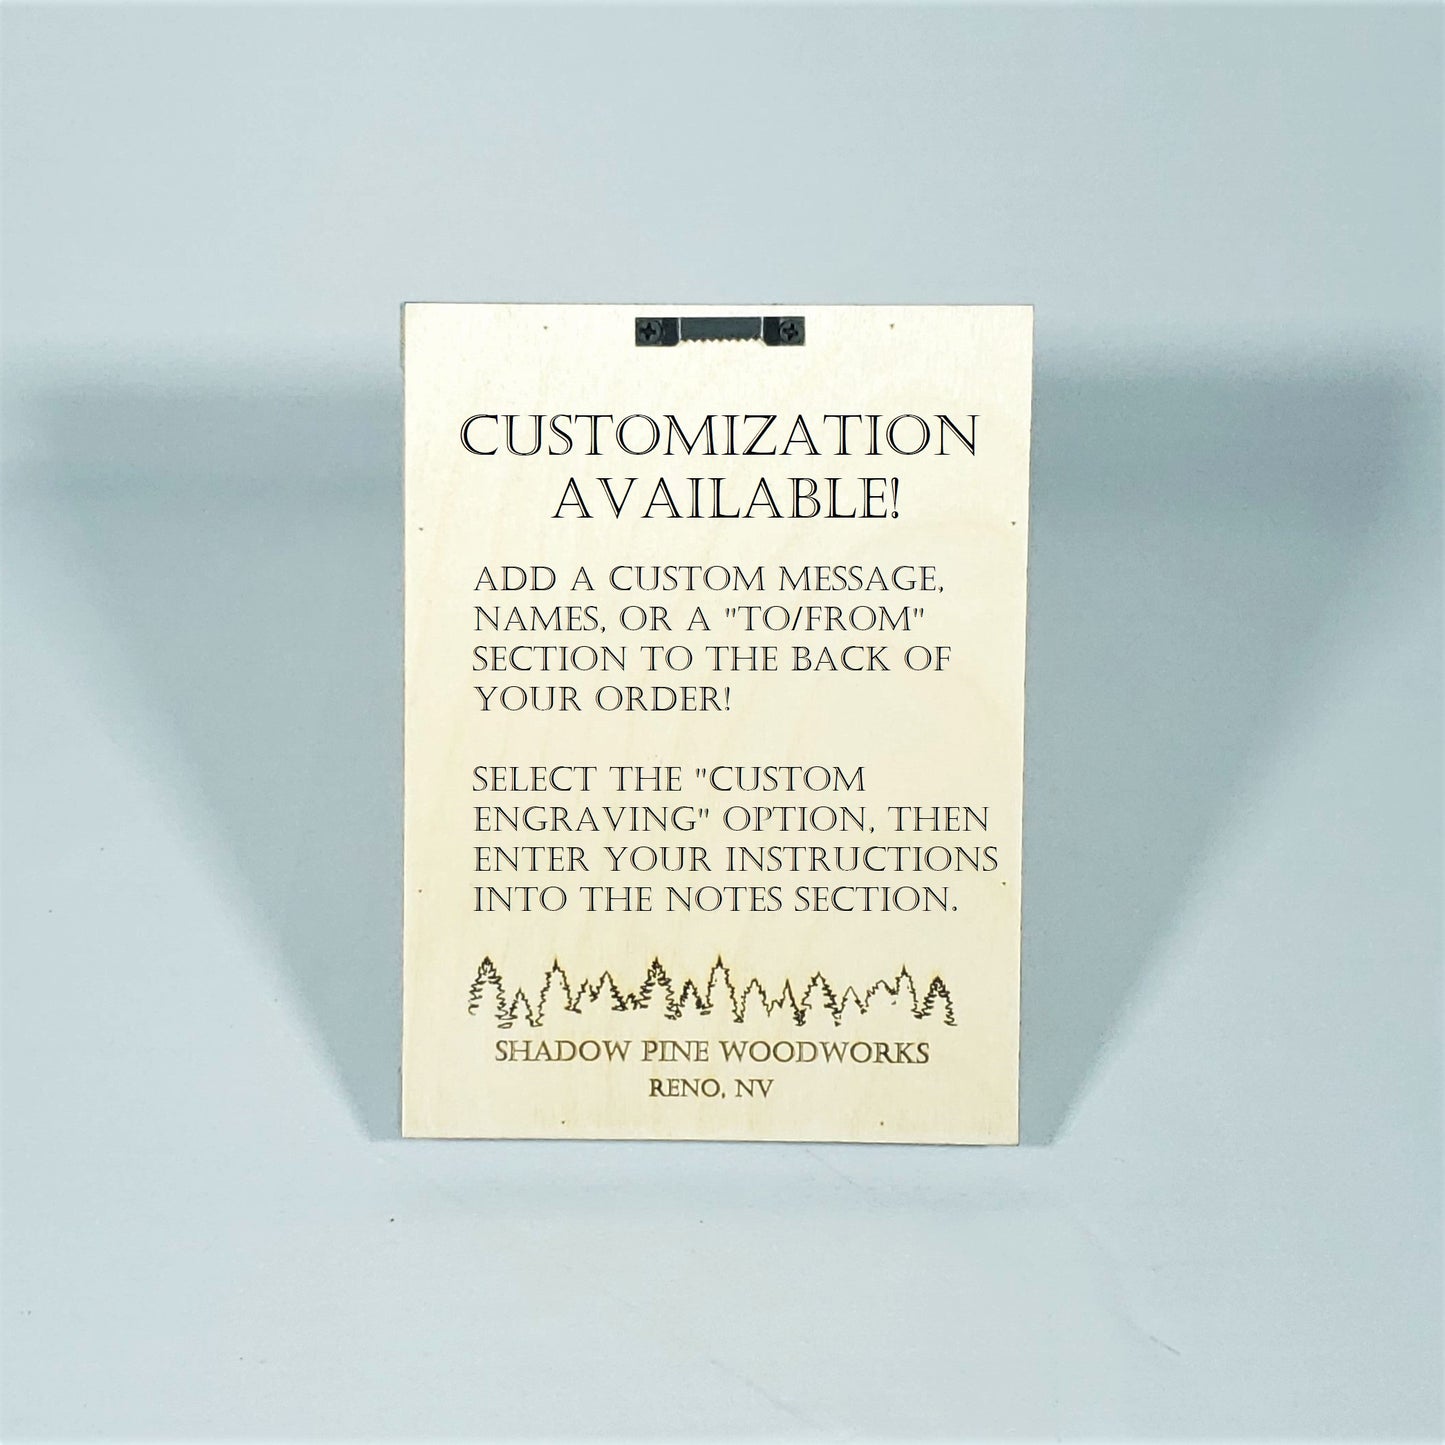 CUSTOMIZATION
AVAILABLE!
ADD A CUSTOM MESSAGE,
NAMES, OR A "TO/FROM"
SECTION TO THE BACK OF
YOUR ORDER!
SELECT THE "CUSTOM
ENGRAVING" OPTION, THEN
ENTER YOUR INSTRUCTIONS
INTO THE NOTES SECTION.
SHADOW PINE WOODWORKS
RENO, NV